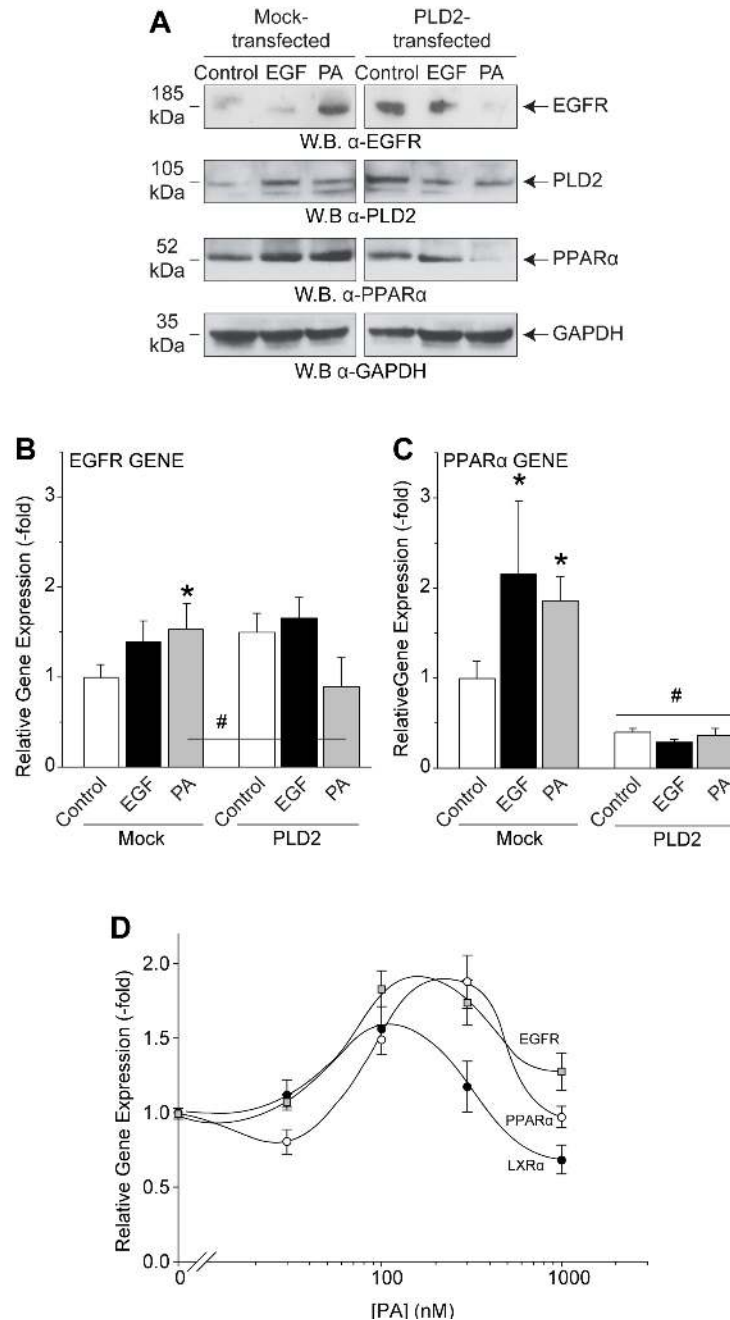 A
Mock-transfected
PLD2-transfected
Control EGF PA Control EGF PA
185 kDa
EGFR
W.B. α-EGFR
105 kDa
PLD2
W.B α-PLD2
52 kDa
PPARα
W.B. α-PPARα
35 kDa
GAPDH
W.B α-GAPDH
B
EGFR GENE
Relative Gene Expression (-fold)
3
2
1
0
*
#
Control EGF PA Control EGF PA
Mock PLD2
C
PPARα GENE
RelativeGene Expression (-fold)
3
2
1
0
* *
#
Control EGF PA Control EGF PA
Mock PLD2
D
Relative Gene Expression (-fold)
2.0
1.5
1.0
0.5
0.0
EGFR
PPARα
LXRα
0 100 1000
[PA] (nM)